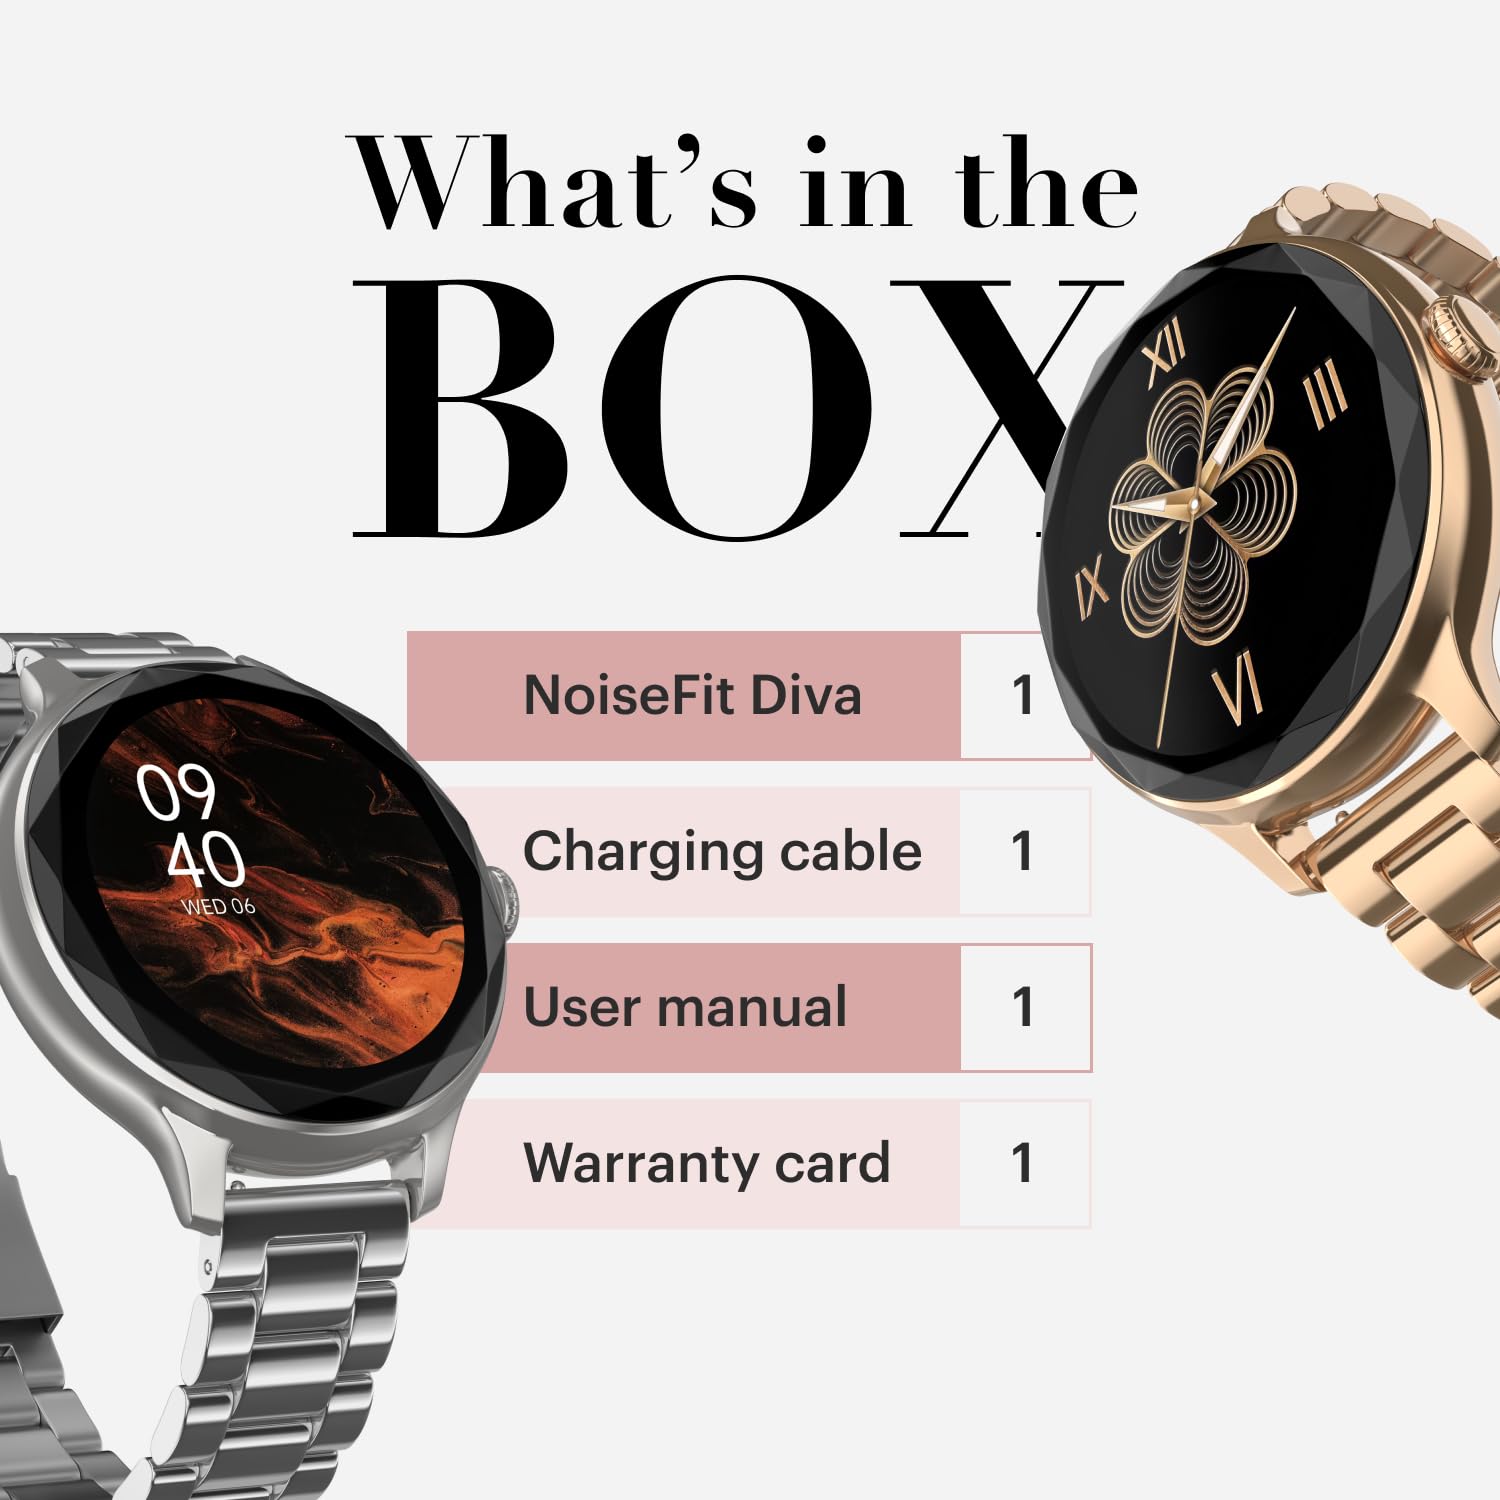 What's in the
BOX
XII
III
IX
VI
NoiseFit Diva 1
09
40
WED 06
Charging cable 1
User manual 1
Warranty card 1